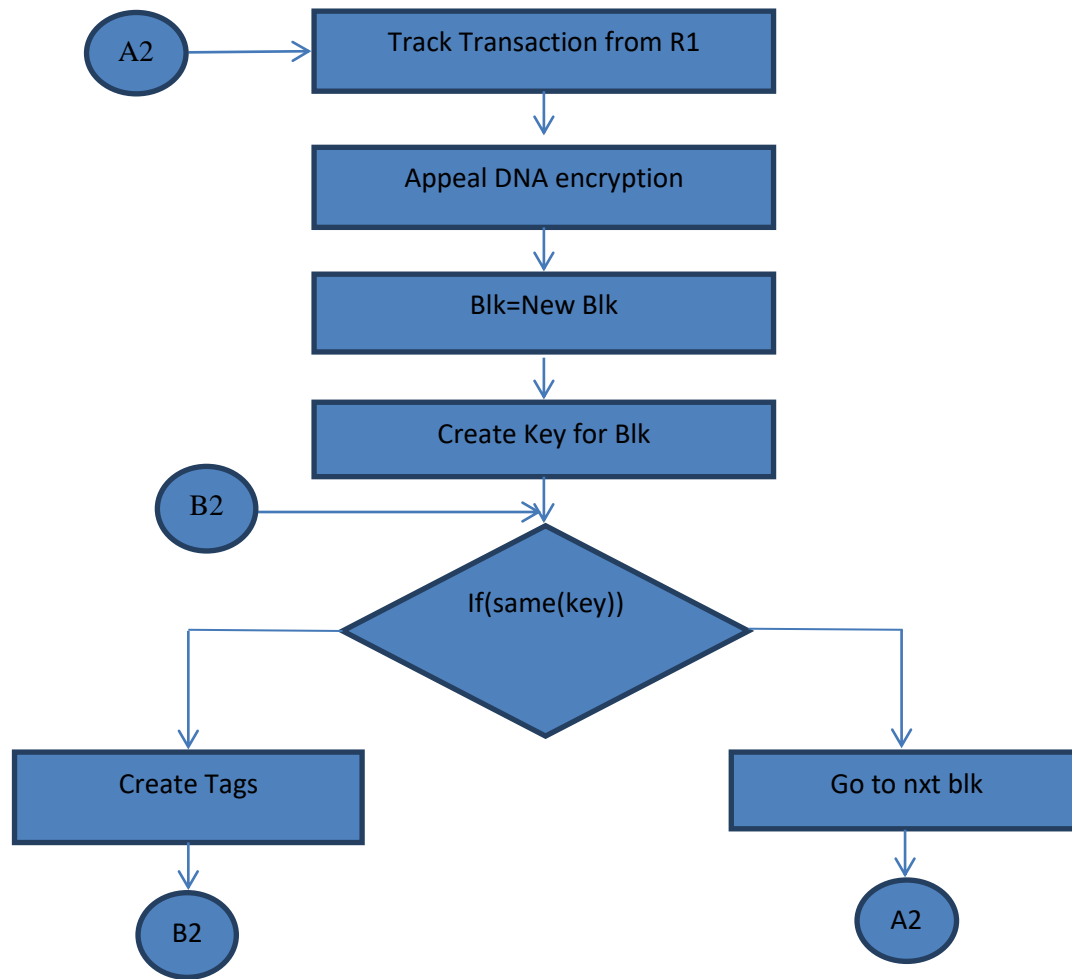 A2
Track Transaction from R1
Appeal DNA encryption
Blk=New Blk
Create Key for Blk
B2
If(same(key))
Create Tags
Go to nxt blk
B2
A2